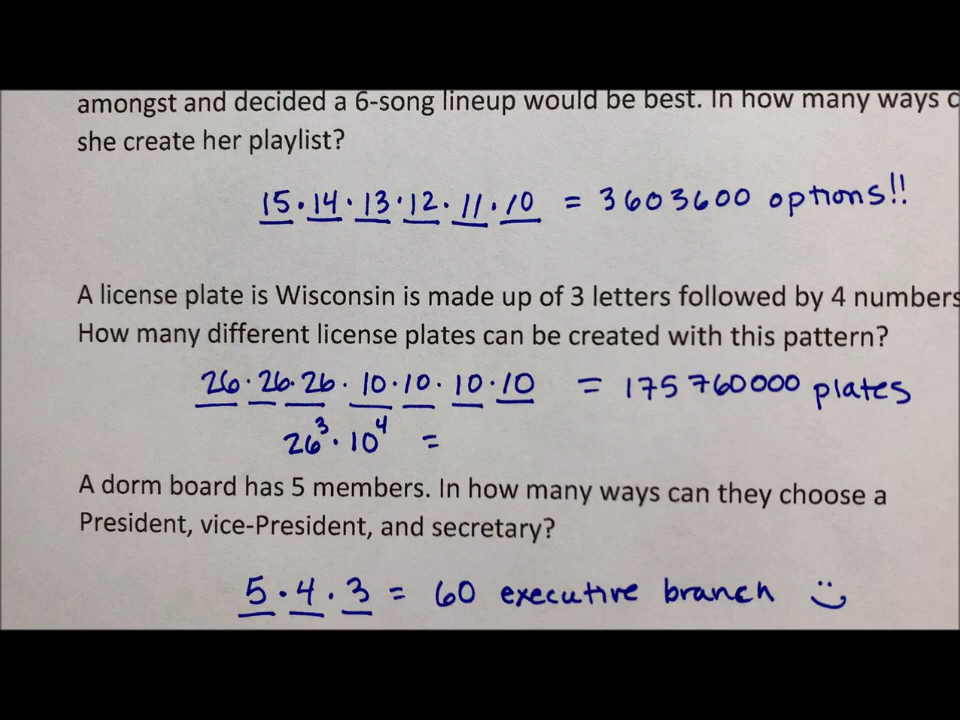 amongst and decided a 6-song lineup would be best. In how many ways c
she create her playlist?
15 · 14 · 13 · 12 · 11 · 10 = 3603600 options!!
A license plate is Wisconsin is made up of 3 letters followed by 4 numbers
How many different license plates can be created with this pattern?
26 · 26 · 26 · 10 · 10 · 10 · 10 = 175760000 plates
26³ · 10⁴ =
A dorm board has 5 members. In how many ways can they choose a
President, vice-President, and secretary?
5 · 4 · 3 = 60 executive branch